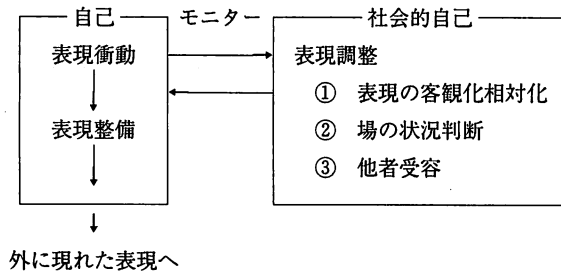 自己 モニター 社会的自己
表現衝動
表現整備
表現調整
① 表現の客観化相対化
② 場の状況判断
③ 他者受容
外に現れた表現へ